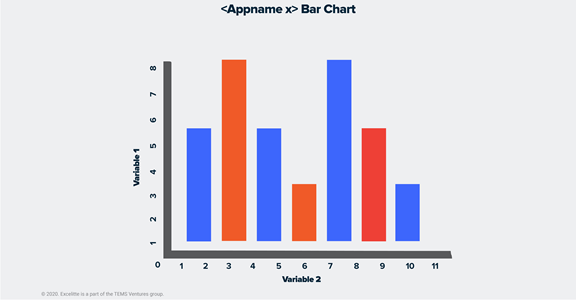 <Appname x> Bar Chart
8
7
6
5
4
3
2
1
Variable 1
0 1 2 3 4 5 6 7 8 9 10 11
Variable 2
© 2020. Exceltite is a part of the TEMS Ventures group.